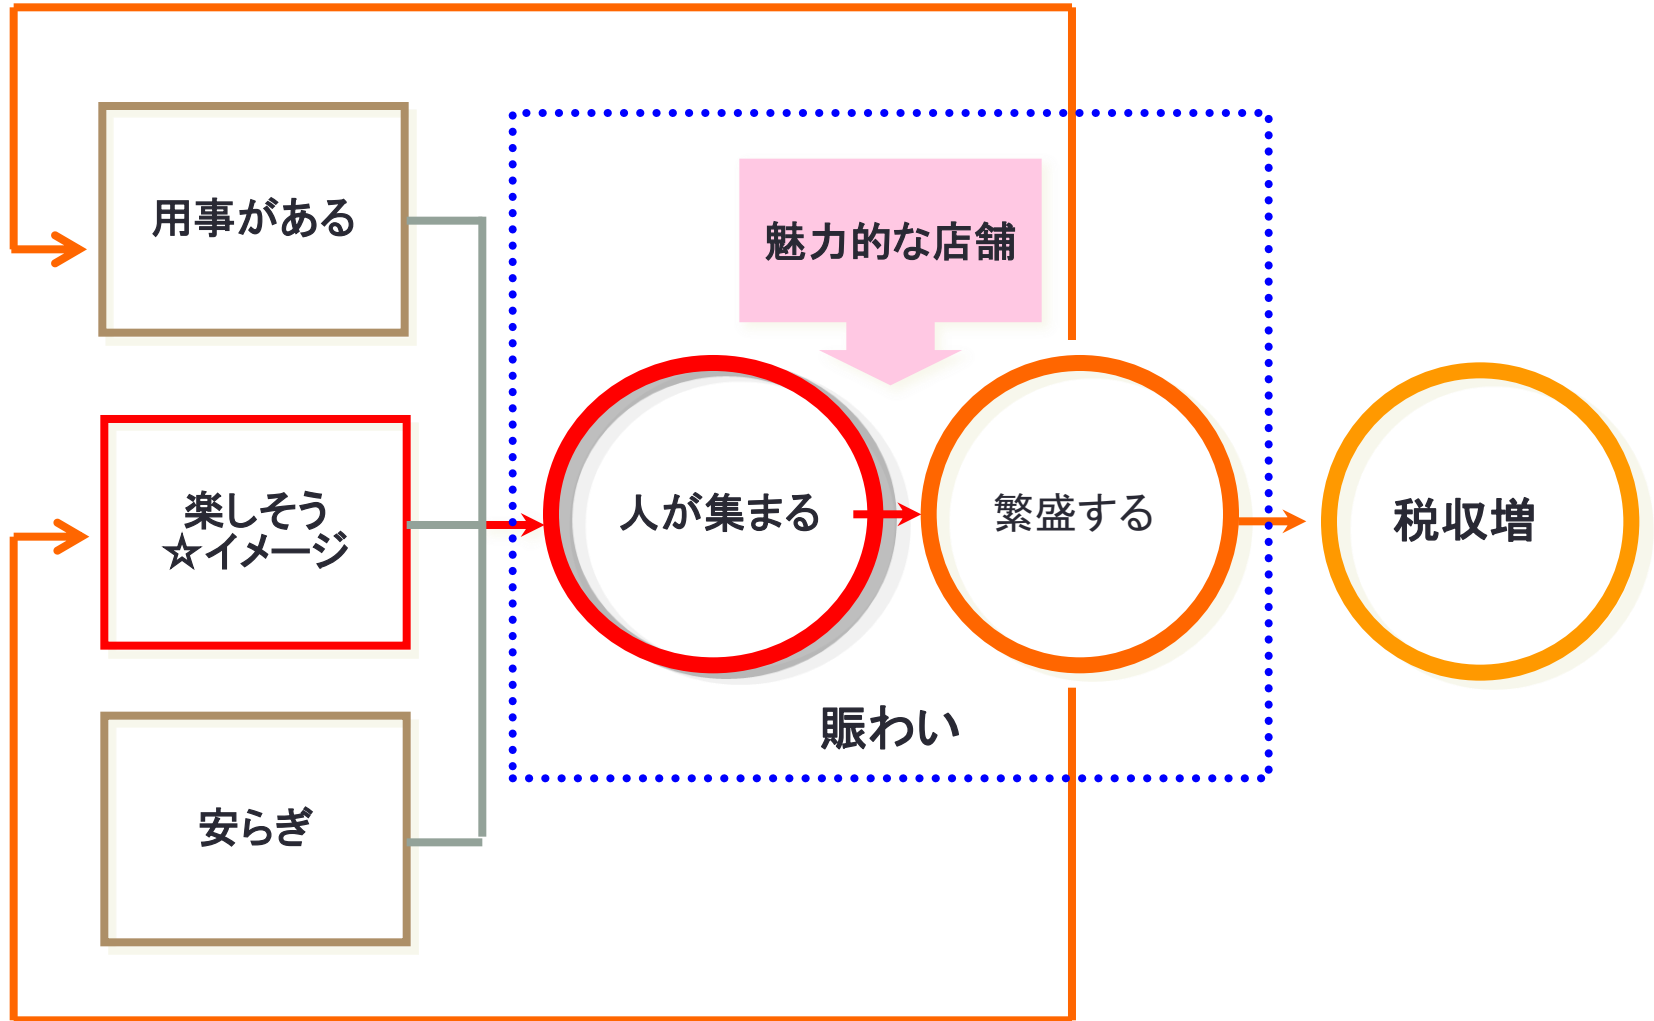 用事がある
魅力的な店舗
楽しそう
☆イメージ
人が集まる
繁盛する
税収増
賑わい
安らぎ